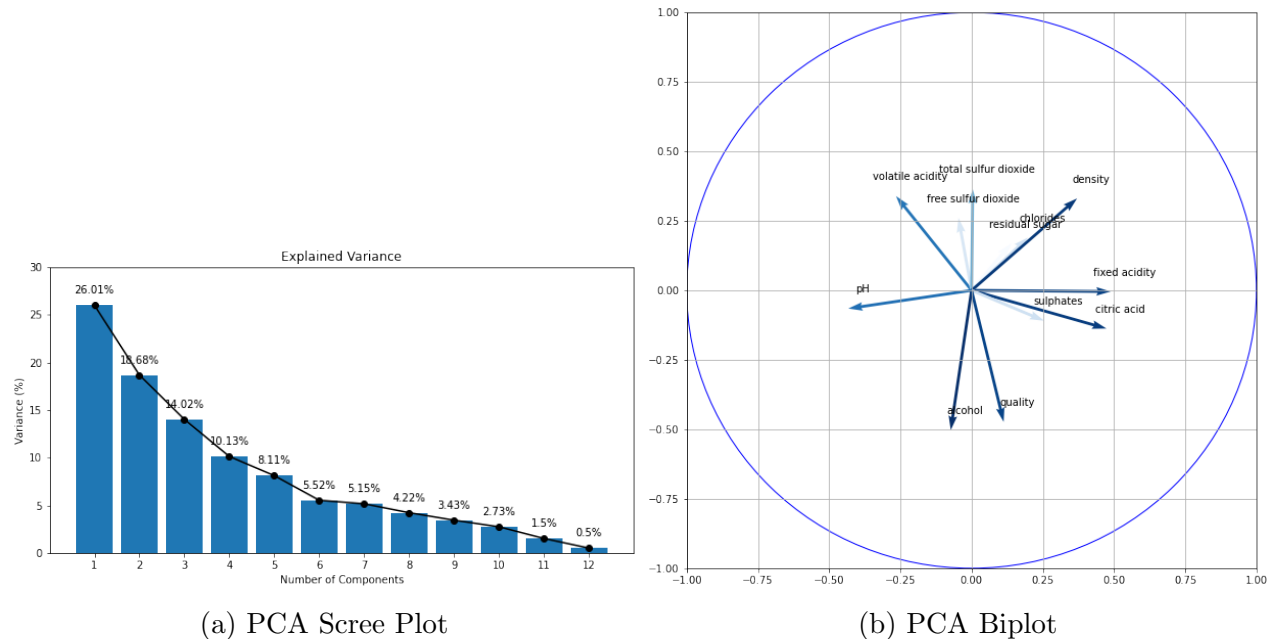 Explained Variance
Variance (%)
30
25
20
15
10
5
0
26.01%
18.68%
14.02%
10.13%
8.11%
5.52%
5.15%
4.22%
3.43%
2.73%
1.5%
0.5%
1 2 3 4 5 6 7 8 9 10 11 12
Number of Components
(a) PCA Scree Plot
1.00
0.75
0.50
0.25
0.00
−0.25
−0.50
−0.75
−1.00
total sulfur dioxide
volatile acidity
density
free sulfur dioxide
chlorides
residual sugar
fixed acidity
pH
sulphates
citric acid
alcohol
quality
−1.00 −0.75 −0.50 −0.25 0.00 0.25 0.50 0.75 1.00
(b) PCA Biplot